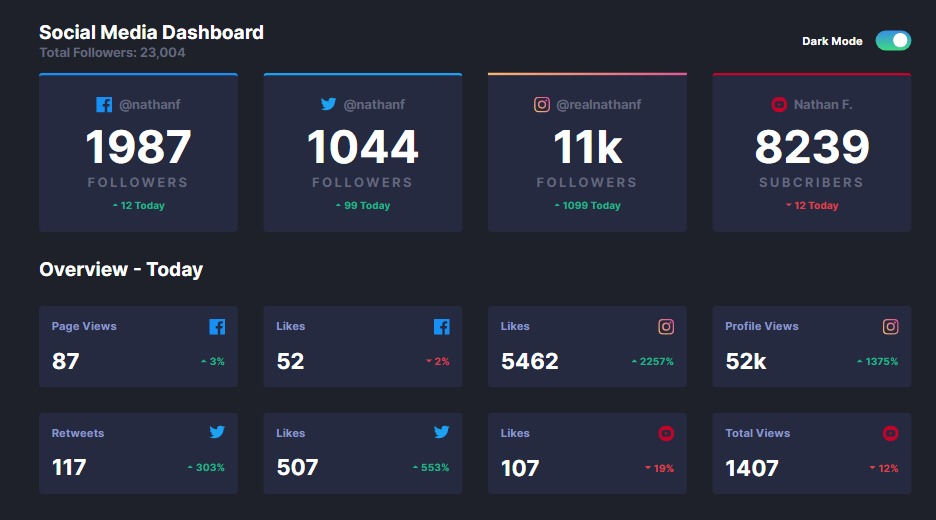 Social Media Dashboard
Total Followers: 23,004
Dark Mode
@nathanf
1987
FOLLOWERS
12 Today
@nathanf
1044
FOLLOWERS
99 Today
@realnathanf
11k
FOLLOWERS
1099 Today
Nathan F.
8239
SUBCRIBERS
12 Today
Overview - Today
Page Views
87
3%
Likes
52
2%
Likes
5462
2257%
Profile Views
52k
1375%
Retweets
117
303%
Likes
507
553%
Likes
107
19%
Total Views
1407
12%